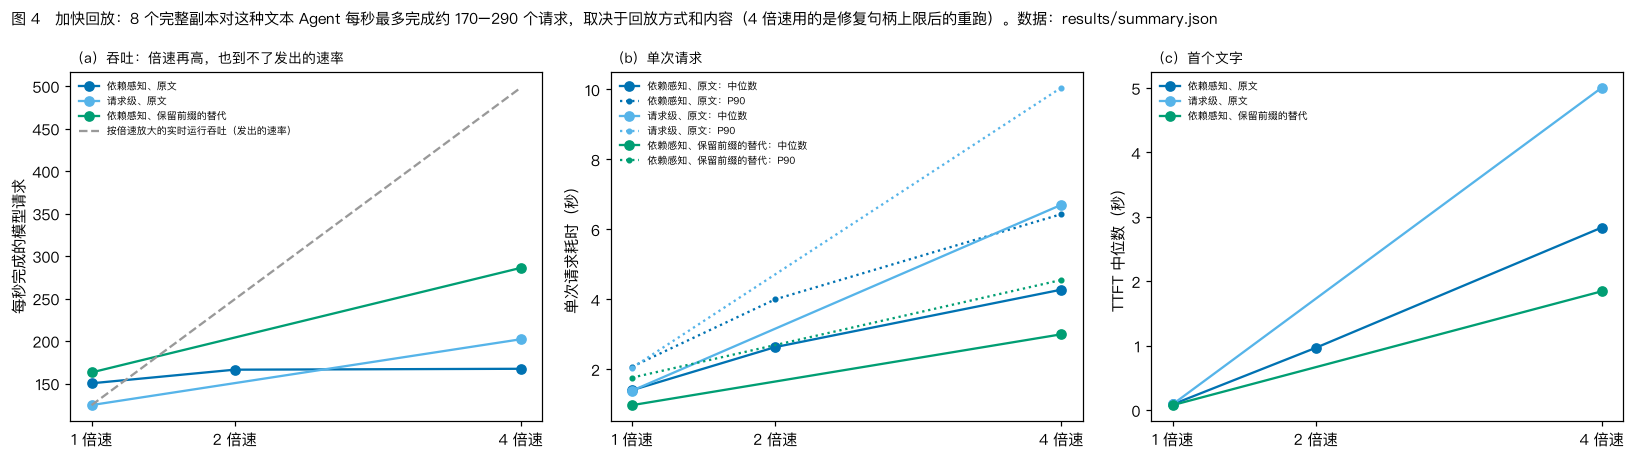 图 4　加快回放：8 个完整副本对这种文本 Agent 每秒最多完成约 170—290 个请求，取决于回放方式和内容（4 倍速用的是修复句柄上限后的重跑）。数据：results/summary.json
（a）吞吐：倍速再高，也到不了发出的速率
依赖感知、原文
请求级、原文
依赖感知、保留前缀的替代
按倍速放大的实时运行吞吐（发出的速率）
每秒完成的模型请求
500
450
400
350
300
250
200
150
1 倍速
2 倍速
4 倍速
（b）单次请求
依赖感知、原文：中位数
依赖感知、原文：P90
请求级、原文：中位数
请求级、原文：P90
依赖感知、保留前缀的替代：中位数
依赖感知、保留前缀的替代：P90
单次请求耗时（秒）
10
8
6
4
2
1 倍速
2 倍速
4 倍速
（c）首个文字
依赖感知、原文
请求级、原文
依赖感知、保留前缀的替代
TTFT 中位数（秒）
5
4
3
2
1
0
1 倍速
2 倍速
4 倍速